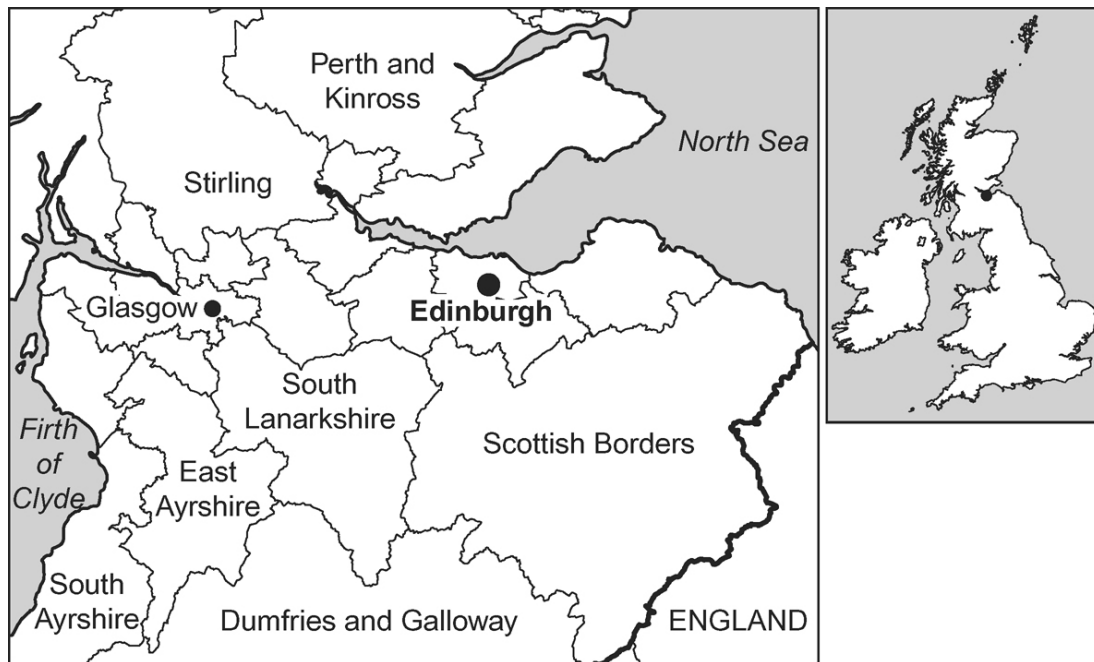 Perth and
Kinross
North Sea
Stirling
Glasgow
Edinburgh
South
Lanarkshire
Firth
of
Clyde
Scottish Borders
East
Ayrshire
South
Ayrshire
Dumfries and Galloway
ENGLAND